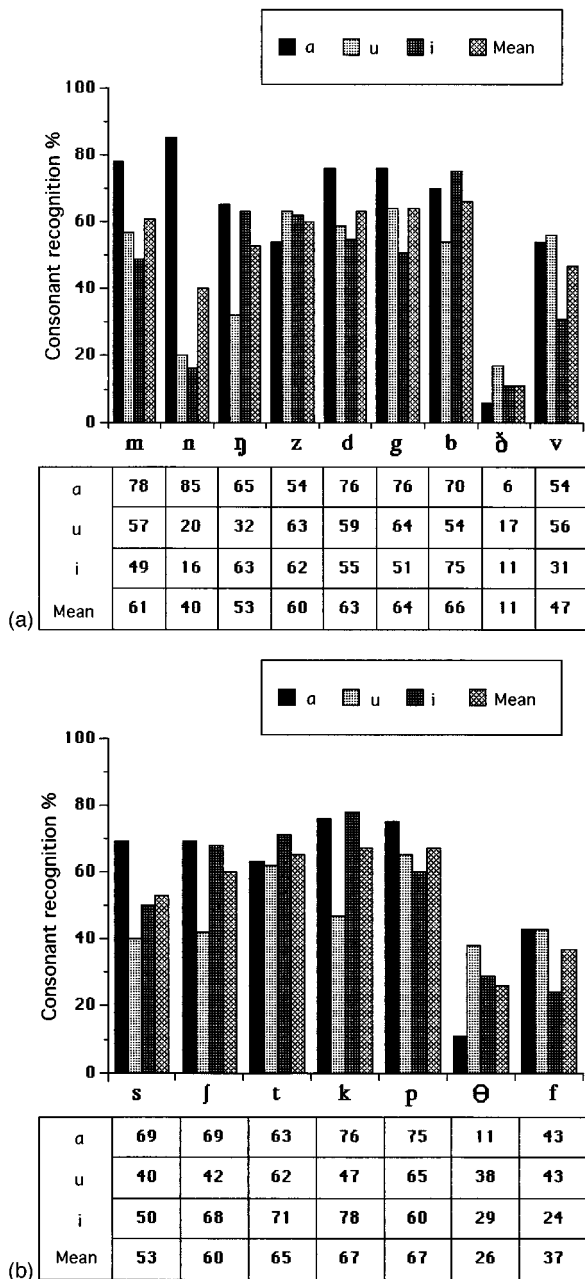 a u i Mean
100
80
60
40
20
0
Consonant recognition %
m n ŋ z d g b ð v
a 78 85 65 54 76 76 70 6 54
u 57 20 32 63 59 64 54 17 56
i 49 16 63 62 55 51 75 11 31
Mean 61 40 53 60 63 64 66 11 47
(a)
a u i Mean
100
80
60
40
20
0
Consonant recognition %
s ʃ t k p Θ f
a 69 69 63 76 75 11 43
u 40 42 62 47 65 38 43
i 50 68 71 78 60 29 24
Mean 53 60 65 67 67 26 37
(b)